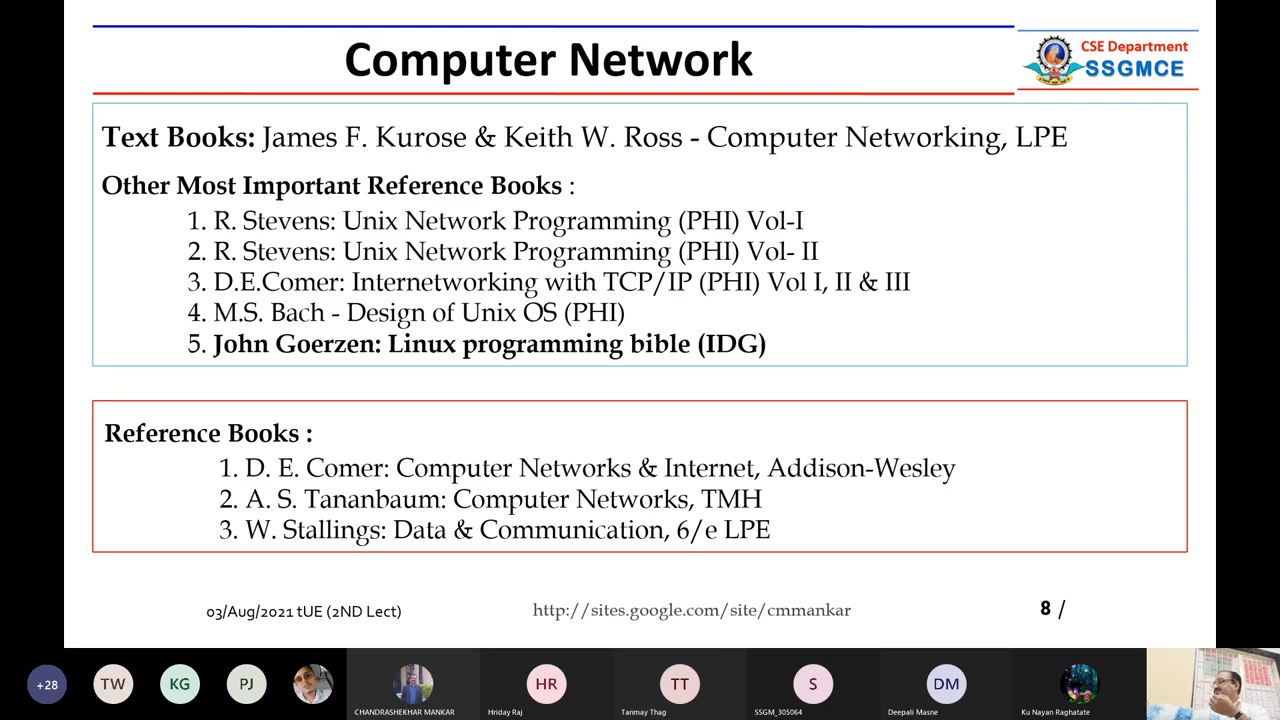 Computer Network
CSE Department
SSGMCE
Text Books: James F. Kurose & Keith W. Ross - Computer Networking, LPE
Other Most Important Reference Books :
1. R. Stevens: Unix Network Programming (PHI) Vol-I
2. R. Stevens: Unix Network Programming (PHI) Vol- II
3. D.E.Comer: Internetworking with TCP/IP (PHI) Vol I, II & III
4. M.S. Bach - Design of Unix OS (PHI)
5. John Goerzen: Linux programming bible (IDG)
Reference Books :
1. D. E. Comer: Computer Networks & Internet, Addison-Wesley
2. A. S. Tananbaum: Computer Networks, TMH
3. W. Stallings: Data & Communication, 6/e LPE
03/Aug/2021 tUE (2ND Lect)
http://sites.google.com/site/cmmankar
8 /
+28
TW
KG
PJ
HR
TT
S
DM
CHANDRASHEKHAR MANKAR
Hriday Raj
Tanmay Thag
SSGM_305064
Deepali Masne
Ku Nayan Raghatate